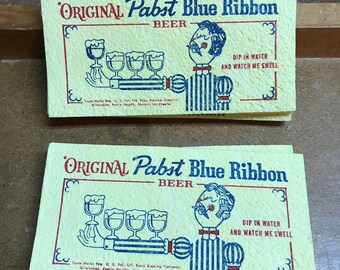 "ORIGINAL Pabst Blue Ribbon
BEER
DIP IN WATER
AND WATCH ME SWELL
"ORIGINAL Pabst Blue Ribbon
BEER
DIP IN WATER
AND WATCH ME SWELL